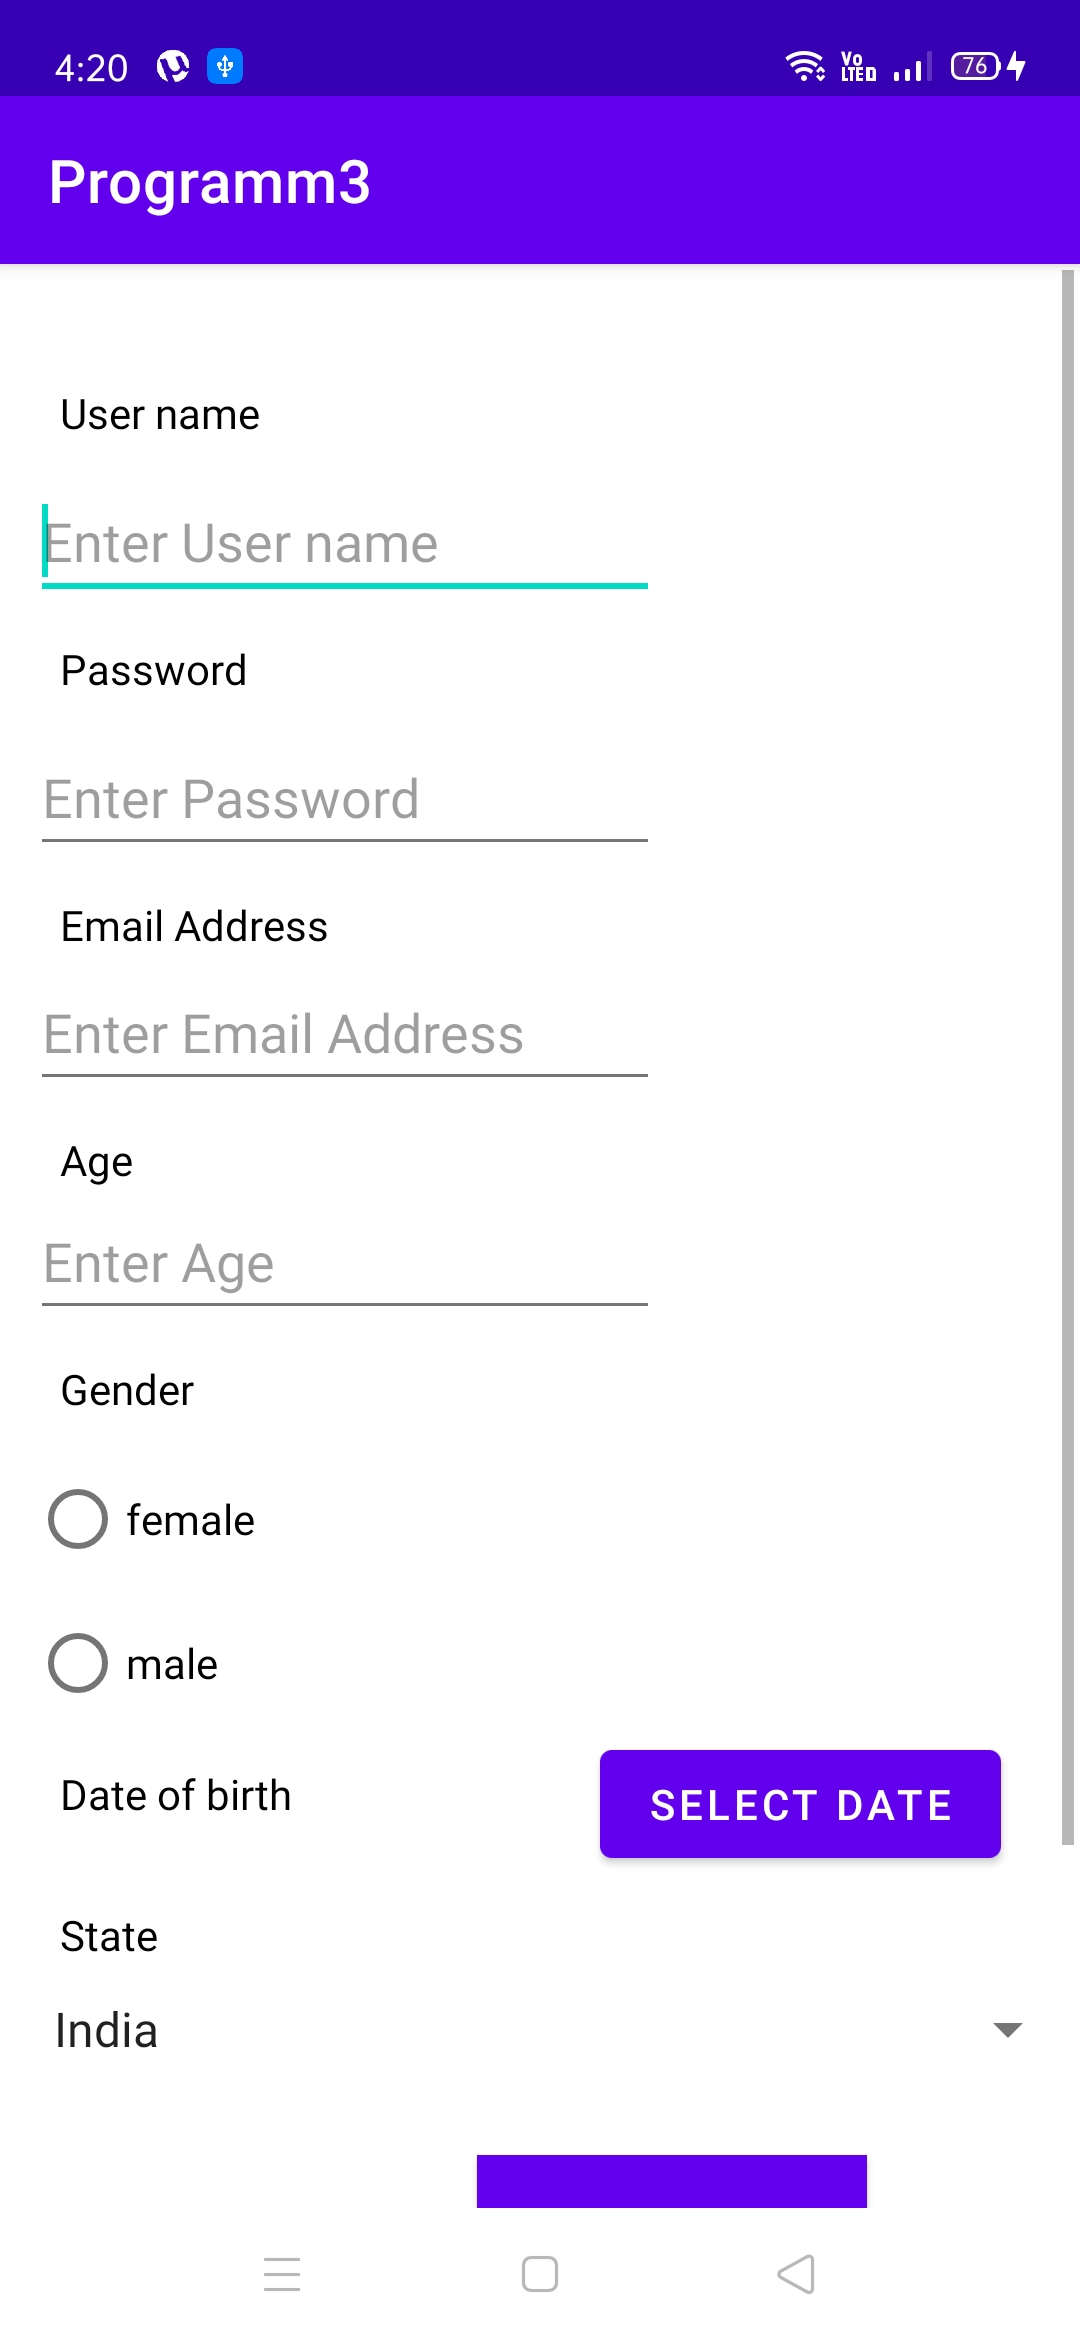 4:20 Vo LTED 76
Programm3
User name
Enter User name
Password
Enter Password
Email Address
Enter Email Address
Age
Enter Age
Gender
female
male
Date of birth SELECT DATE
State
India